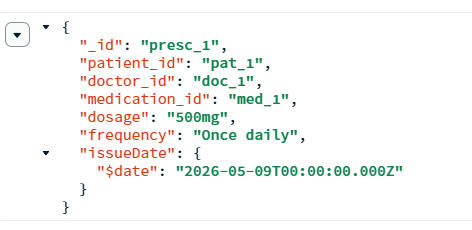 {
"_id": "presc_1",
"patient_id": "pat_1",
"doctor_id": "doc_1",
"medication_id": "med_1",
"dosage": "500mg",
"frequency": "Once daily",
"issueDate": {
"$date": "2026-05-09T00:00:00.000Z"
}
}